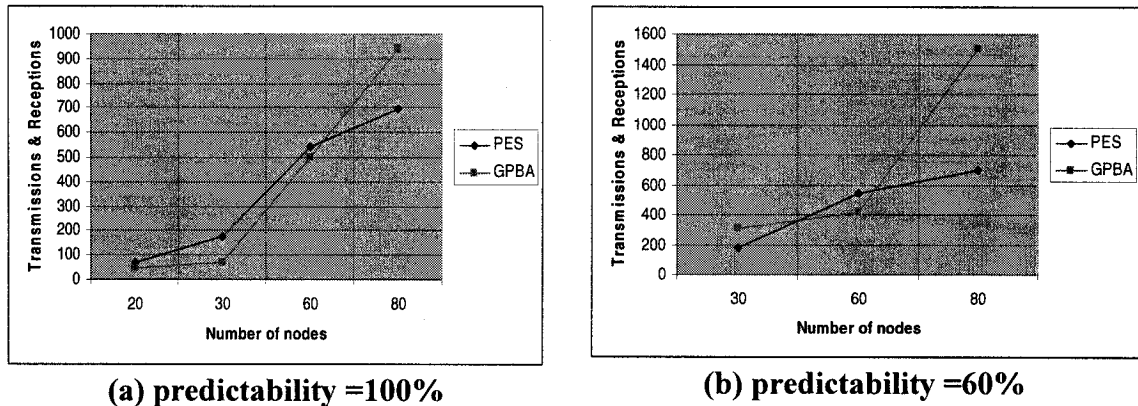 1000
900
800
700
600
500
400
300
200
100
0
Transmissions & Receptions
20 30 60 80
Number of nodes
PES
GPBA
(a) predictability =100%
1600
1400
1200
1000
800
600
400
200
0
Transmissions & Receptions
30 60 80
Number of nodes
PES
GPBA
(b) predictability =60%